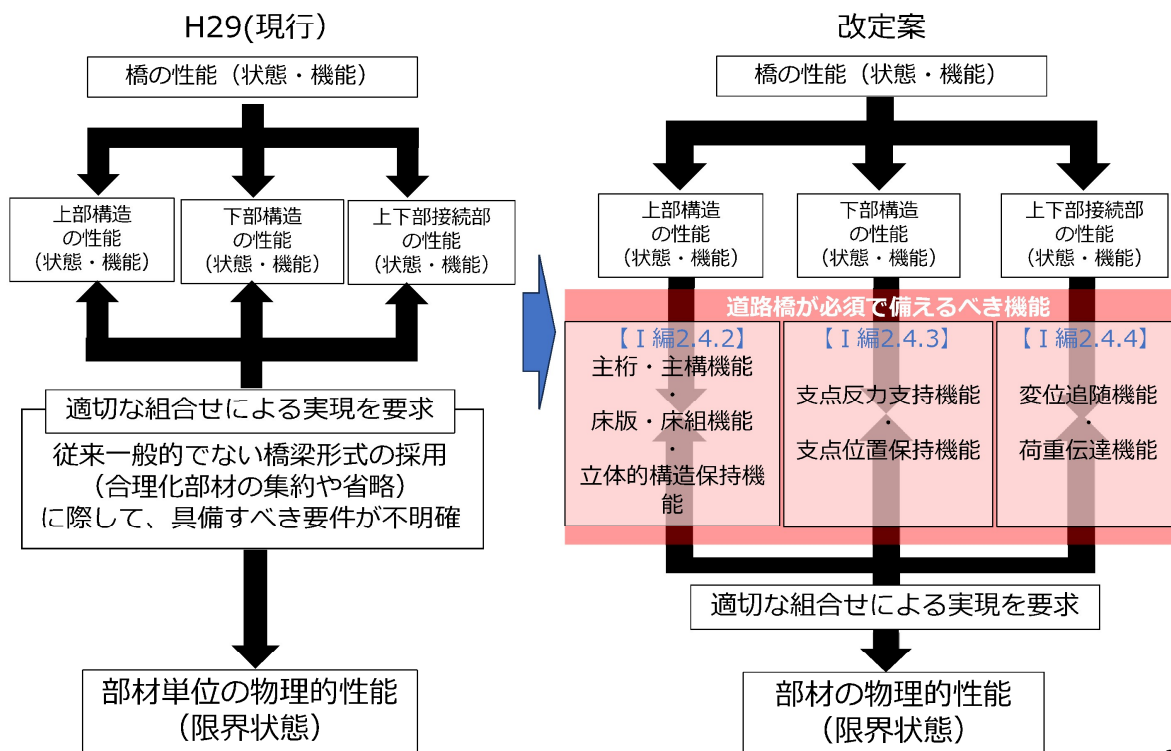 H29(現行）
橋の性能（状態・機能）
上部構造
の性能
（状態・機能）
下部構造
の性能
（状態・機能）
上下部接続部
の性能
（状態・機能）
適切な組合せによる実現を要求
従来一般的でない橋梁形式の採用
（合理化部材の集約や省略）
に際して、具備すべき要件が不明確
部材単位の物理的性能
（限界状態）
改定案
橋の性能（状態・機能）
上部構造
の性能
（状態・機能）
下部構造
の性能
（状態・機能）
上下部接続部
の性能
（状態・機能）
道路橋が必須で備えるべき機能
【Ⅰ編2.4.2】
主桁・主構機能
・
床版・床組機能
・
立体的構造保持機
能
【Ⅰ編2.4.3】
支点反力支持機能
・
支点位置保持機能
【Ⅰ編2.4.4】
変位追随機能
・
荷重伝達機能
適切な組合せによる実現を要求
部材の物理的性能
（限界状態）